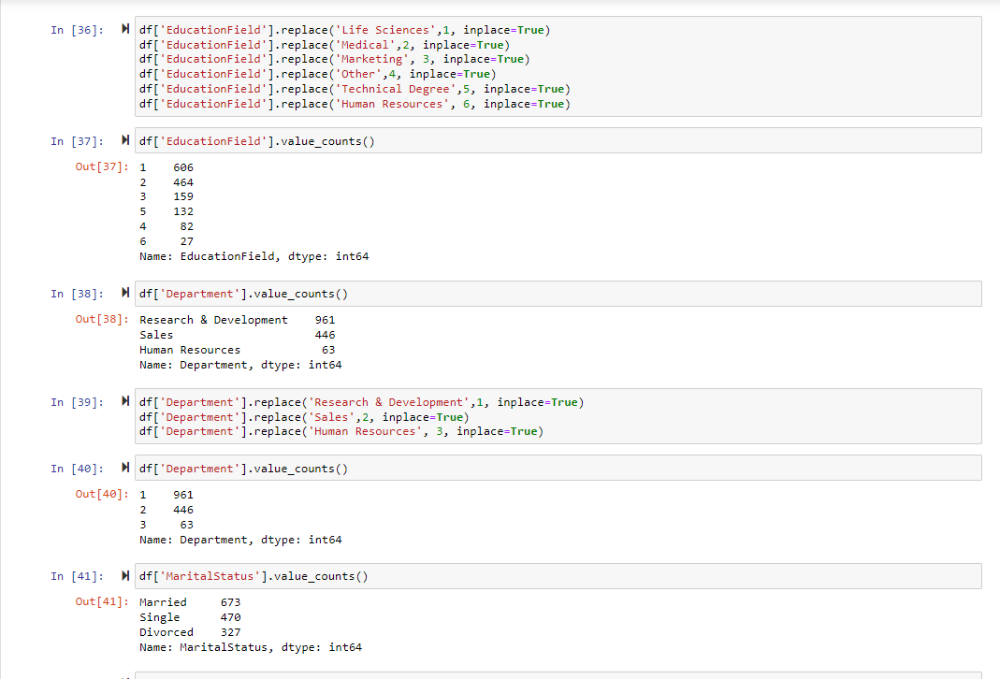 In [36]: df['EducationField'].replace('Life Sciences',1, inplace=True)
df['EducationField'].replace('Medical',2, inplace=True)
df['EducationField'].replace('Marketing', 3, inplace=True)
df['EducationField'].replace('Other',4, inplace=True)
df['EducationField'].replace('Technical Degree',5, inplace=True)
df['EducationField'].replace('Human Resources', 6, inplace=True)
In [37]: df['EducationField'].value_counts()
Out[37]: 1 606
2 464
3 159
5 132
4 82
6 27
Name: EducationField, dtype: int64
In [38]: df['Department'].value_counts()
Out[38]: Research & Development 961
Sales 446
Human Resources 63
Name: Department, dtype: int64
In [39]: df['Department'].replace('Research & Development',1, inplace=True)
df['Department'].replace('Sales',2, inplace=True)
df['Department'].replace('Human Resources', 3, inplace=True)
In [40]: df['Department'].value_counts()
Out[40]: 1 961
2 446
3 63
Name: Department, dtype: int64
In [41]: df['MaritalStatus'].value_counts()
Out[41]: Married 673
Single 470
Divorced 327
Name: MaritalStatus, dtype: int64